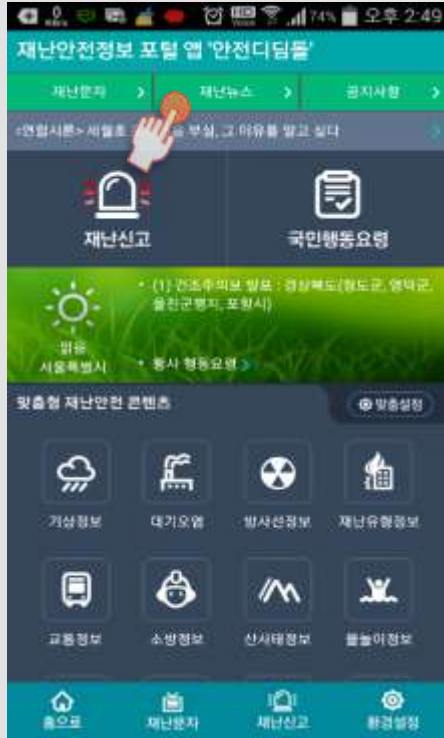 74% 오후 2:49
재난안전정보 포털 앱 '안전디딤돌'
재난문자 > 재난뉴스 > 공지사항 >
<연합시론> 세월호 부실, 그 이유를 알고 싶다
재난신고 국민행동요령
• (1) 건조주의보 발표 : 경상북도(청도군, 영덕군,
울진군평지, 포항시)
맑음
서울특별시 • 황사 행동요령 >
맞춤형 재난안전 콘텐츠 맞춤설정
기상정보 대기오염 방사선정보 재난유형정보
교통정보 소방정보 산사태정보 물놀이정보
홈으로 재난문자 재난신고 환경설정